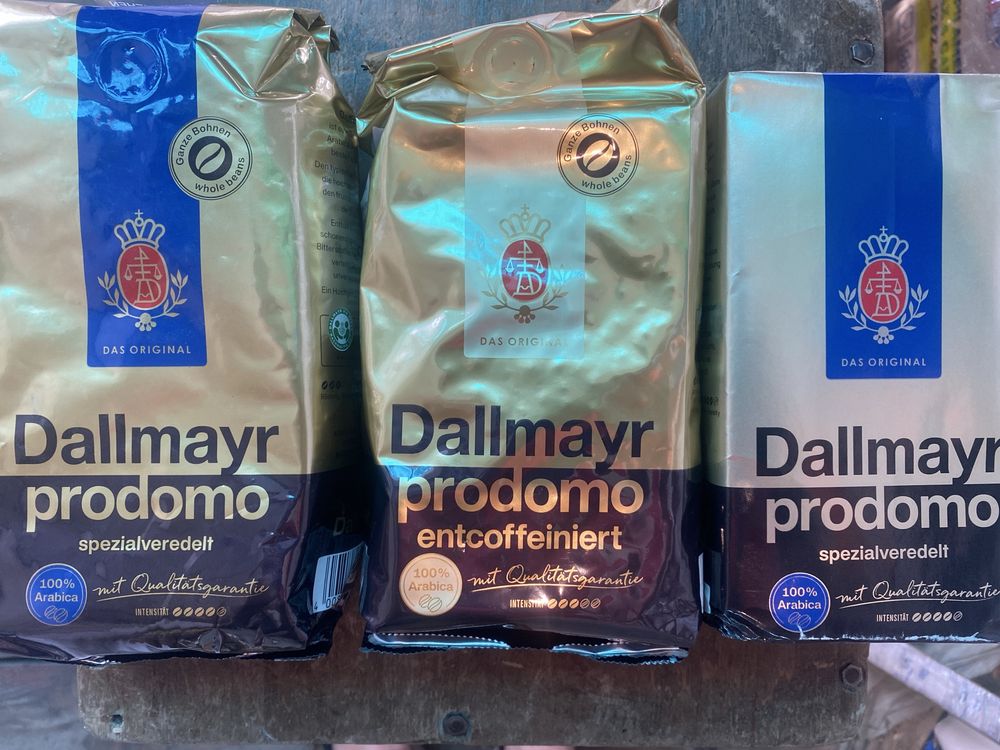 Ganze Bohnen
whole beans
DAS ORIGINAL
Dallmayr
prodomo
spezialveredelt
100%
Arabica
mit Qualitätsgarantie
INTENSITÄT
Ganze Bohnen
whole beans
DAS ORIGINAL
Dallmayr
prodomo
entcoffeiniert
100%
Arabica
mit Qualitätsgarantie
INTENSITÄT
DAS ORIGINAL
Dallmayr
prodomo
spezialveredelt
100%
Arabica
mit Qualitätsgarantie
INTENSITÄT